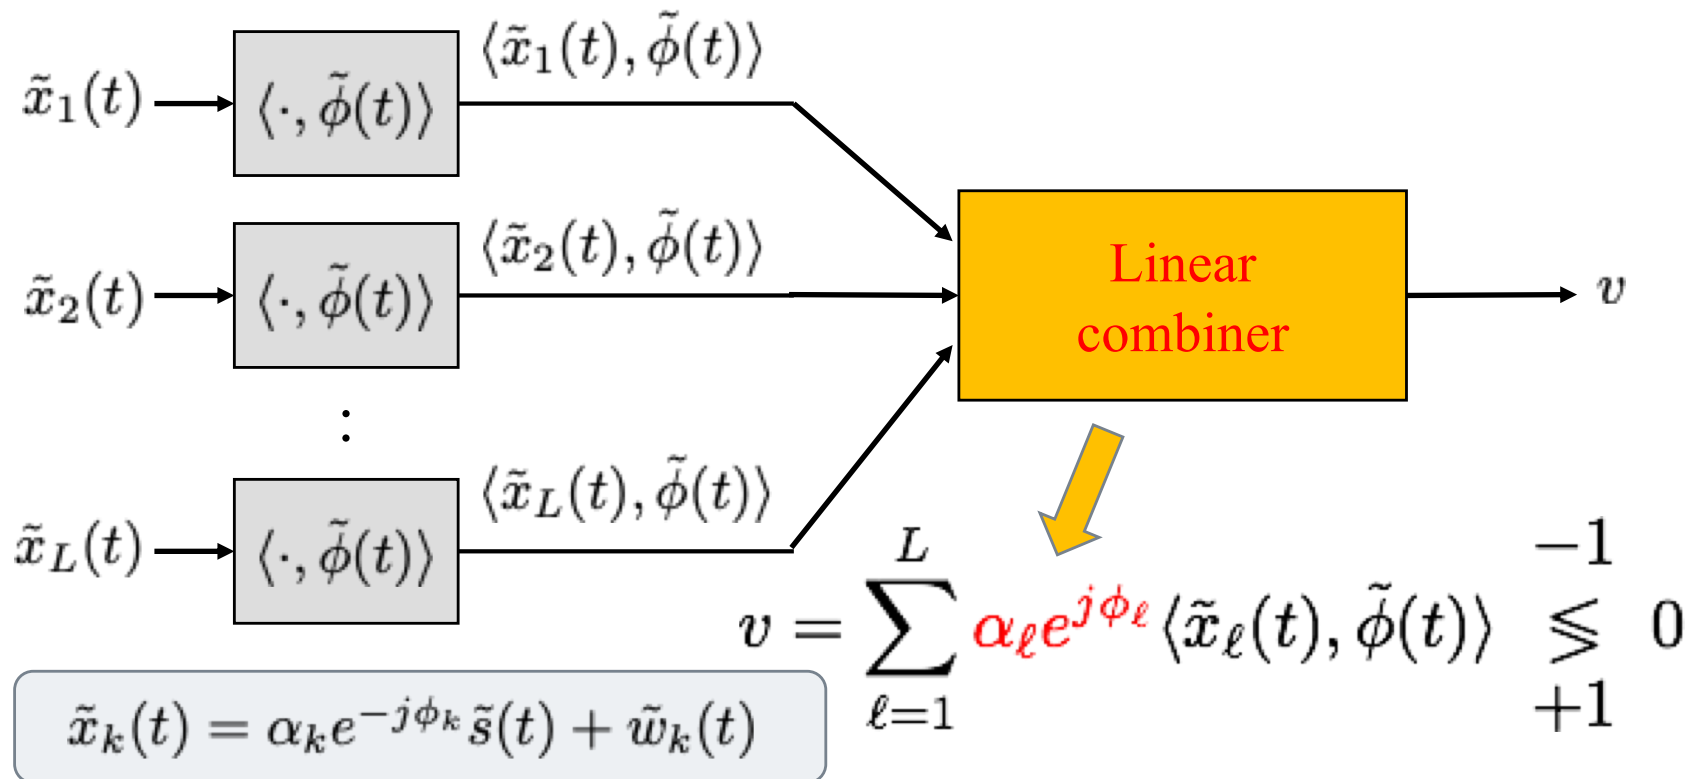 x̃₁(t) ⟨·, ϕ̃(t)⟩ ⟨x̃₁(t), ϕ̃(t)⟩
x̃₂(t) ⟨·, ϕ̃(t)⟩ ⟨x̃₂(t), ϕ̃(t)⟩
Linear
combiner
v
:
x̃_L(t) ⟨·, ϕ̃(t)⟩ ⟨x̃_L(t), ϕ̃(t)⟩
v = ∑_{ℓ=1}^{L} α_ℓ e^{jϕ_ℓ} ⟨x̃_ℓ(t), ϕ̃(t)⟩ ≶_{+1}^{−1} 0
x̃_k(t) = α_k e^{−jϕ_k} s̃(t) + w̃_k(t)